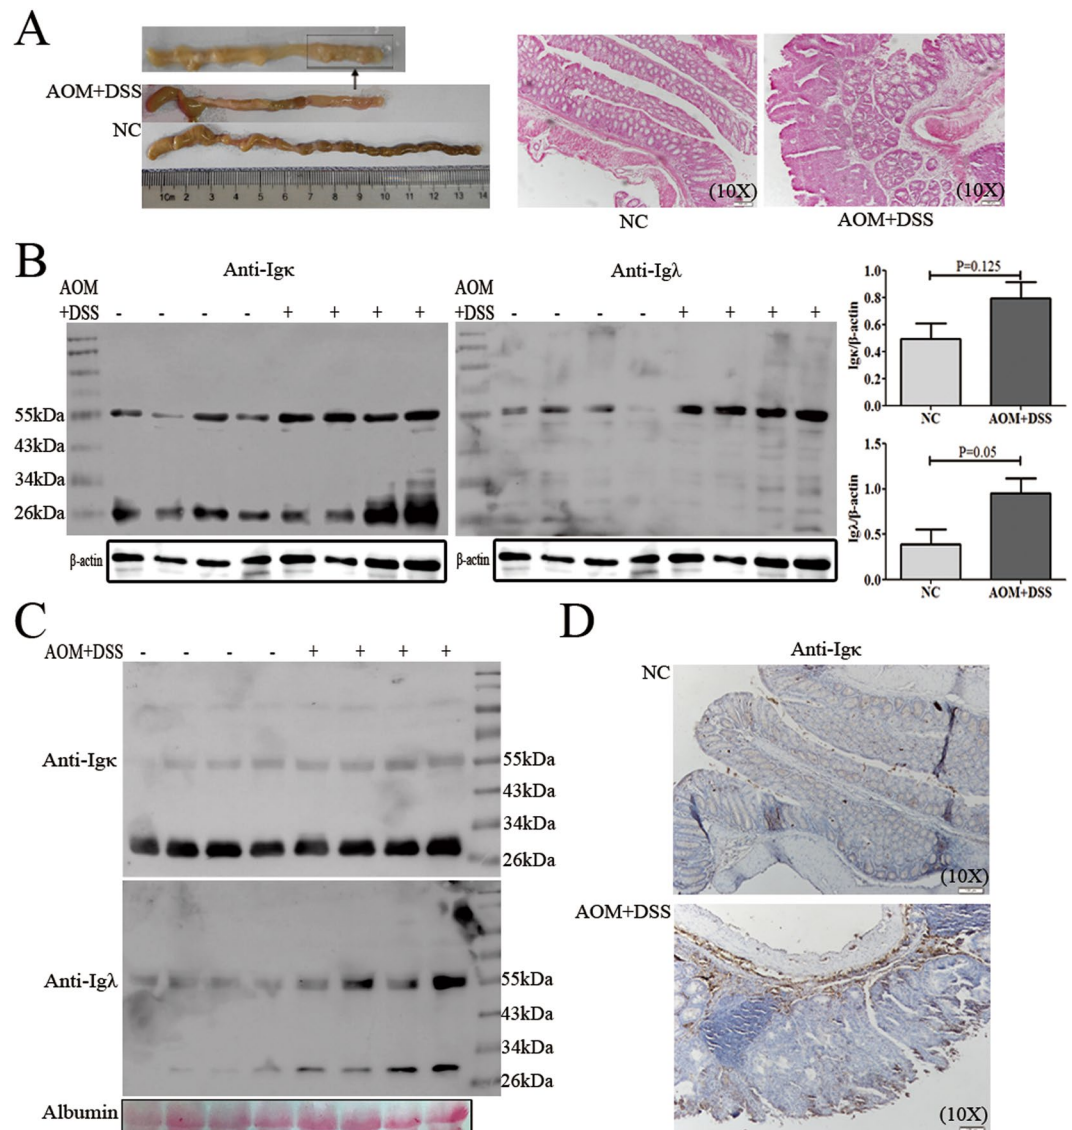 A
AOM+DSS
NC
1Cm 2 3 4 5 6 7 8 9 10 11 12 13 14
(10X)
(10X)
NC
AOM+DSS
B
Anti-Igκ
Anti-Igλ
AOM
+DSS
- - - - + + + +
AOM
+DSS
- - - - + + + +
55kDa
43kDa
34kDa
26kDa
β-actin
β-actin
P=0.125
Igκ/β-actin
1.0
0.8
0.6
0.4
0.2
0.0
NC AOM+DSS
P=0.05
Igλ/β-actin
1.5
1.0
0.5
0.0
NC AOM+DSS
C
AOM+DSS - - - - + + + +
Anti-Igκ
55kDa
43kDa
34kDa
26kDa
Anti-Igλ
55kDa
43kDa
34kDa
26kDa
Albumin
D
Anti-Igκ
NC
(10X)
AOM+DSS
(10X)